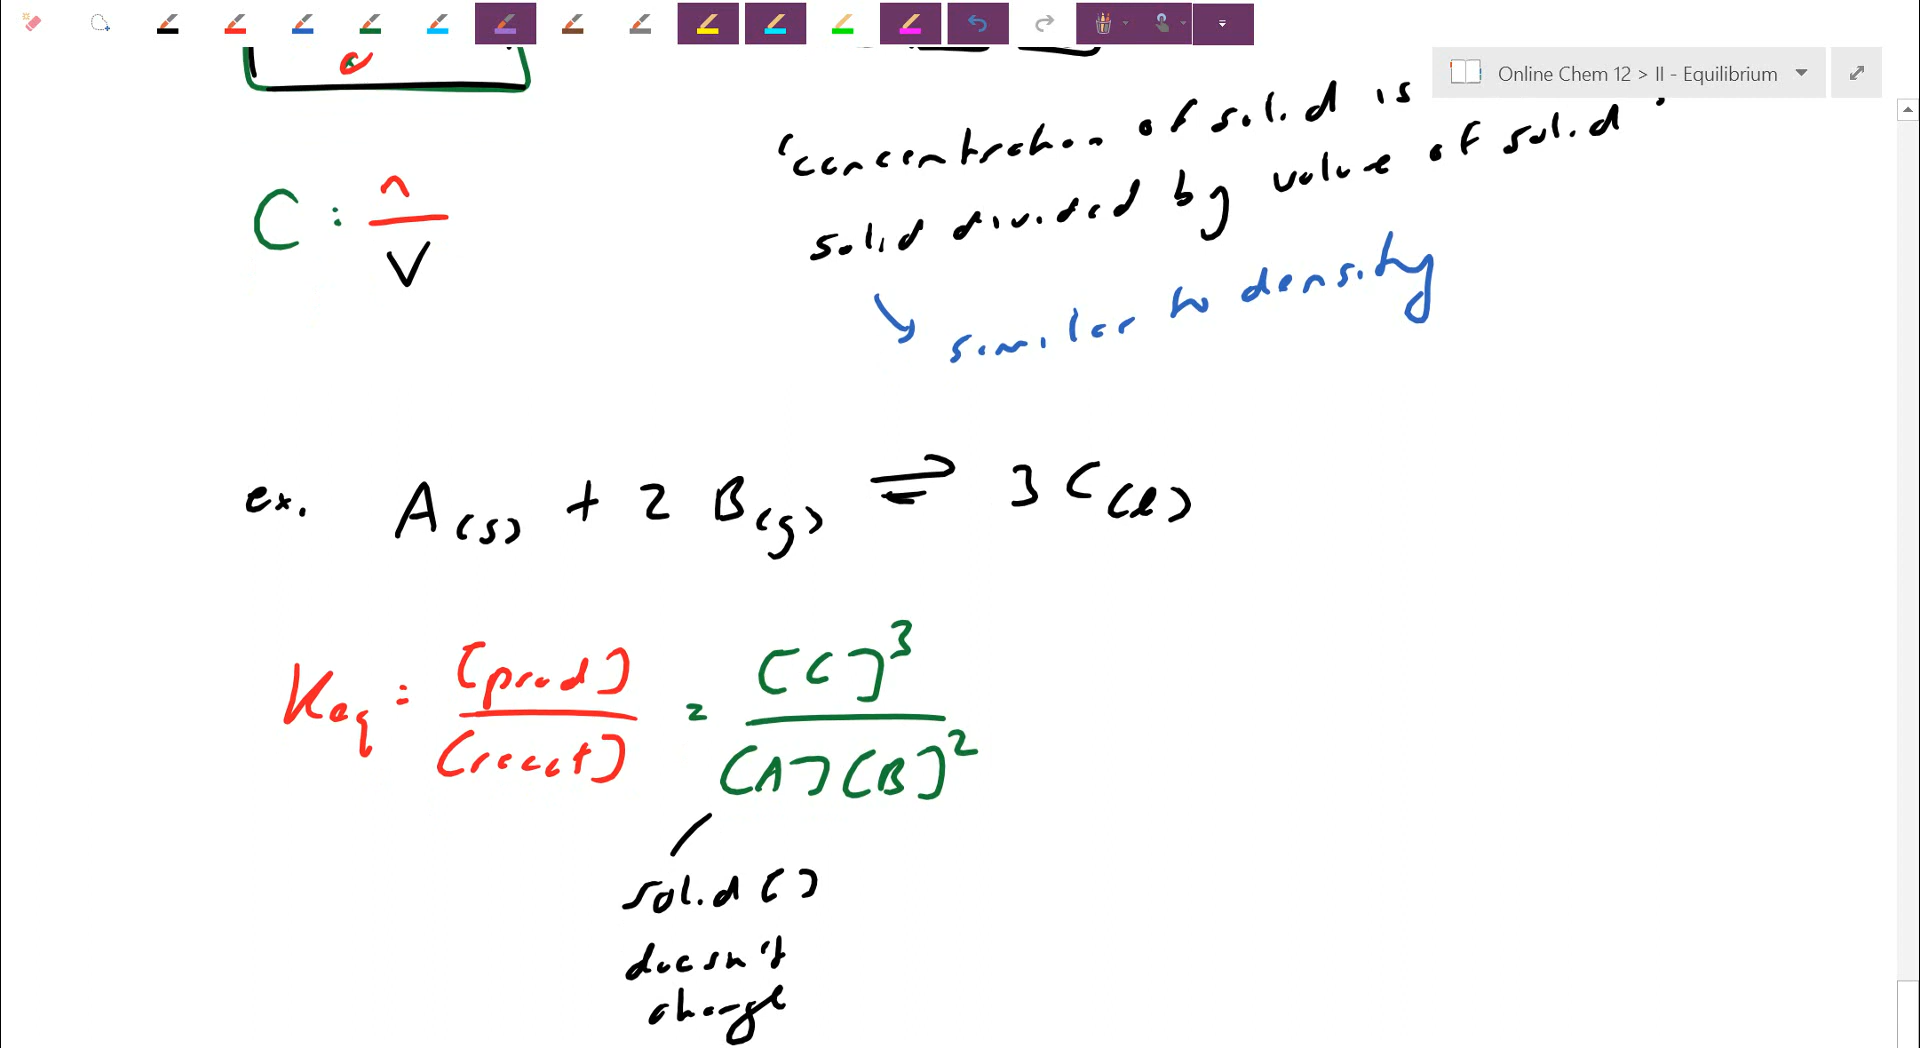 Online Chem 12 > II - Equilibrium
"concentration of solid is
solid divided by volume of solid"
C = n/V
↘ similar to density
ex. A(s) + 2 B(g) ⇌ 3 C(l)
Keq = [prod]/[react] = [C]³/[A][B]²
solid []
doesn't
change